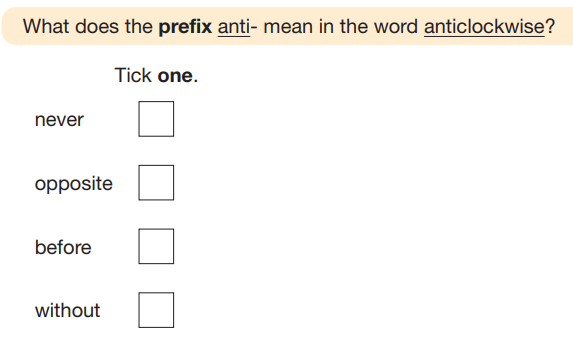 What does the prefix anti- mean in the word anticlockwise?
Tick one.
never
opposite
before
without